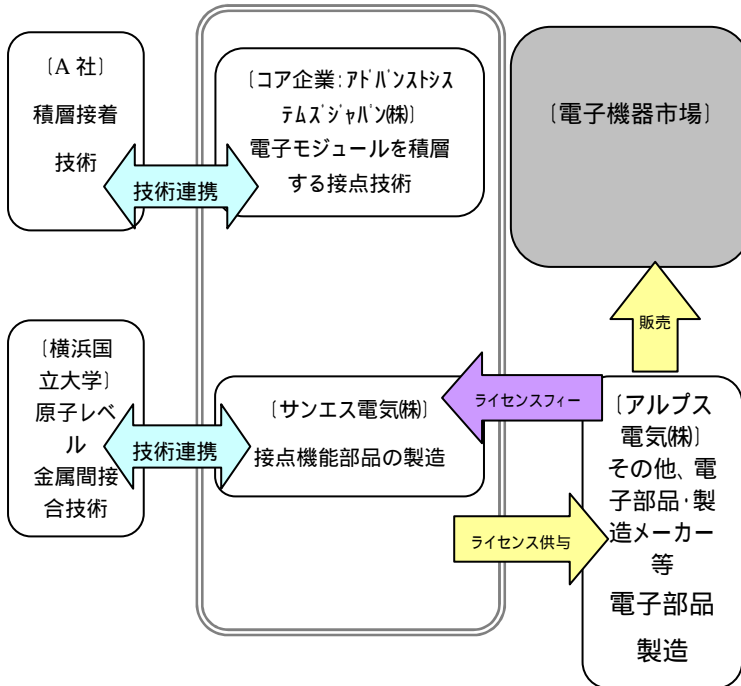 〔A 社〕
積層接着
技術
技術連携
〔コア企業:ｱﾄﾞﾊﾞﾝｽﾄｼｽ
ﾃﾑｽﾞｼﾞｬﾊﾟﾝ㈱〕
電子モジュールを積層
する接点技術
〔電子機器市場〕
販売
〔横浜国
立大学〕
原子レベ
ル
金属間接
合技術
技術連携
〔サンエス電気㈱〕
接点機能部品の製造
ライセンスフィー
ライセンス供与
〔アルプス
電気㈱〕
その他、電
子部品・製
造メーカー
等
電子部品
製造